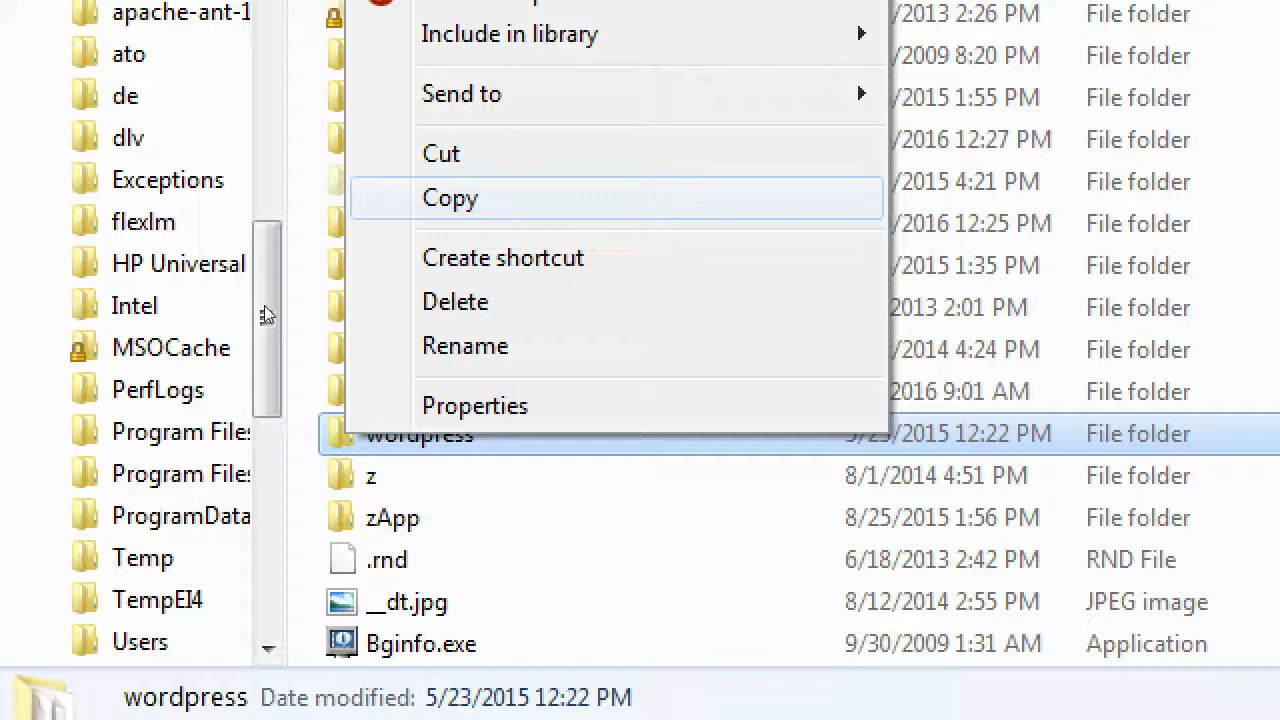 apache-ant-1
ato
de
dlv
Exceptions
flexlm
HP Universal
Intel
MSOCache
PerfLogs
Program Files
Program Files
ProgramData
Temp
TempEI4
Users
Include in library
Send to
Cut
Copy
Create shortcut
Delete
Rename
Properties
/2013 2:26 PM File folder
/2009 8:20 PM File folder
/2015 1:55 PM File folder
/2016 12:27 PM File folder
/2015 4:21 PM File folder
/2016 12:25 PM File folder
/2015 1:35 PM File folder
2013 2:01 PM File folder
/2014 4:24 PM File folder
/2016 9:01 AM File folder
wordpress 5/23/2015 12:22 PM File folder
z 8/1/2014 4:51 PM File folder
zApp 8/25/2015 1:56 PM File folder
.rnd 6/18/2013 2:42 PM RND File
__dt.jpg 8/12/2014 2:55 PM JPEG image
Bginfo.exe 9/30/2009 1:31 AM Application
wordpress Date modified: 5/23/2015 12:22 PM